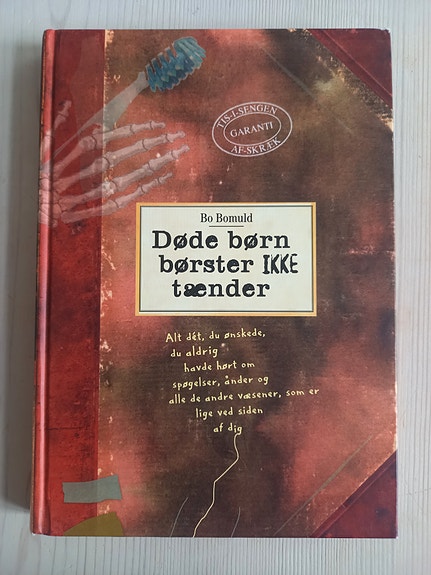 TIS-I-SENGEN
GARANTI
AF-SKRÆK
Bo Bomuld
Døde børn
børster IKKE
tænder
Alt dét, du ønskede,
du aldrig
havde hørt om
spøgelser, ånder og
alle de andre væsener, som er
lige ved siden
af dig